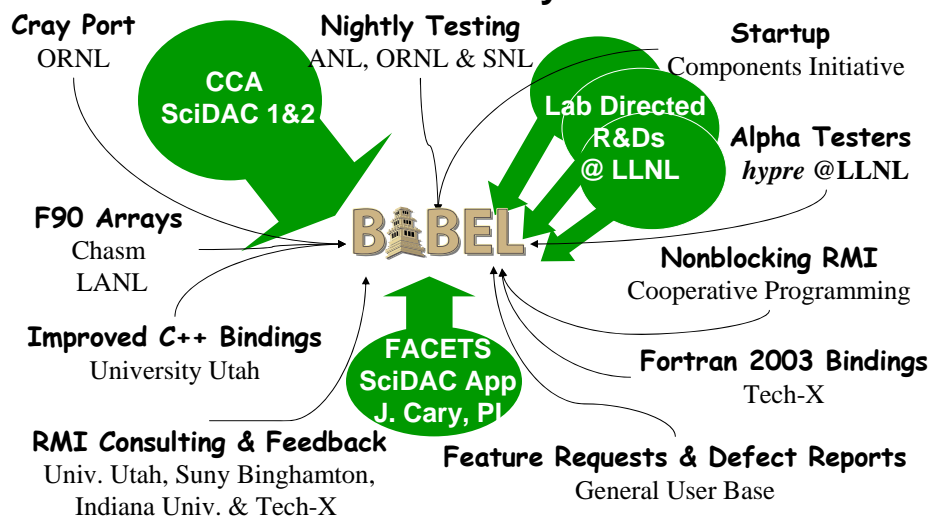 Cray Port
ORNL
Nightly Testing
ANL, ORNL & SNL
Startup
Components Initiative
CCA
SciDAC 1&2
Lab Directed
R&Ds
@ LLNL
Alpha Testers
hypre @LLNL
F90 Arrays
Chasm
LANL
BABEL
Nonblocking RMI
Cooperative Programming
Improved C++ Bindings
University Utah
FACETS
SciDAC App
J. Cary, PI
Fortran 2003 Bindings
Tech-X
RMI Consulting & Feedback
Univ. Utah, Suny Binghamton,
Indiana Univ. & Tech-X
Feature Requests & Defect Reports
General User Base